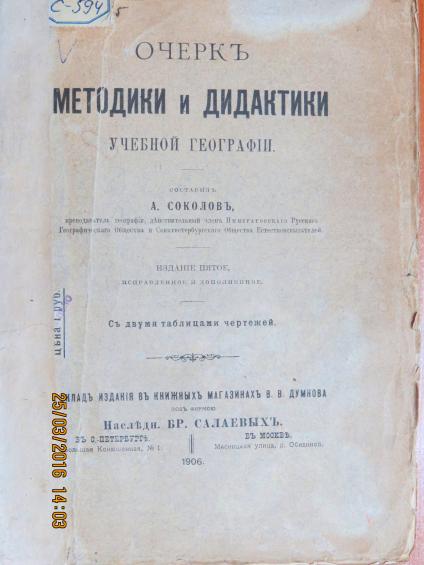 С-594
5
V
ОЧЕРКЪ
МЕТОДИКИ и ДИДАКТИКИ
УЧЕБНОЙ ГЕОГРАФІИ.
СОСТАВИЛЪ
А. СОКОЛОВЪ,
преподаватель географіи, дѣйствительный членъ Императорскаго Русскаго
Географическаго Общества и Санктпетербургскаго Общества Естествоиспытателей.
ИЗДАНІЕ ПЯТОЕ,
ИСПРАВЛЕННОЕ И ДОПОЛНЕННОЕ.
Съ двумя таблицами чертежей.
Цѣна 1 руб.
СКЛАДЪ ИЗДАНІЯ ВЪ КНИЖНЫХЪ МАГАЗИНАХЪ В. В. ДУМНОВА
ПОДЪ ФИРМОЮ
Наслѣдн. БР. САЛАЕВЫХЪ.
ВЪ С.-ПЕТЕРБУРГѢ
Большая Конюшенная, № 1.
ВЪ МОСКВѢ.
Мясницкая улица, д. Обидиной.
1906.
25/03/2016 14:03